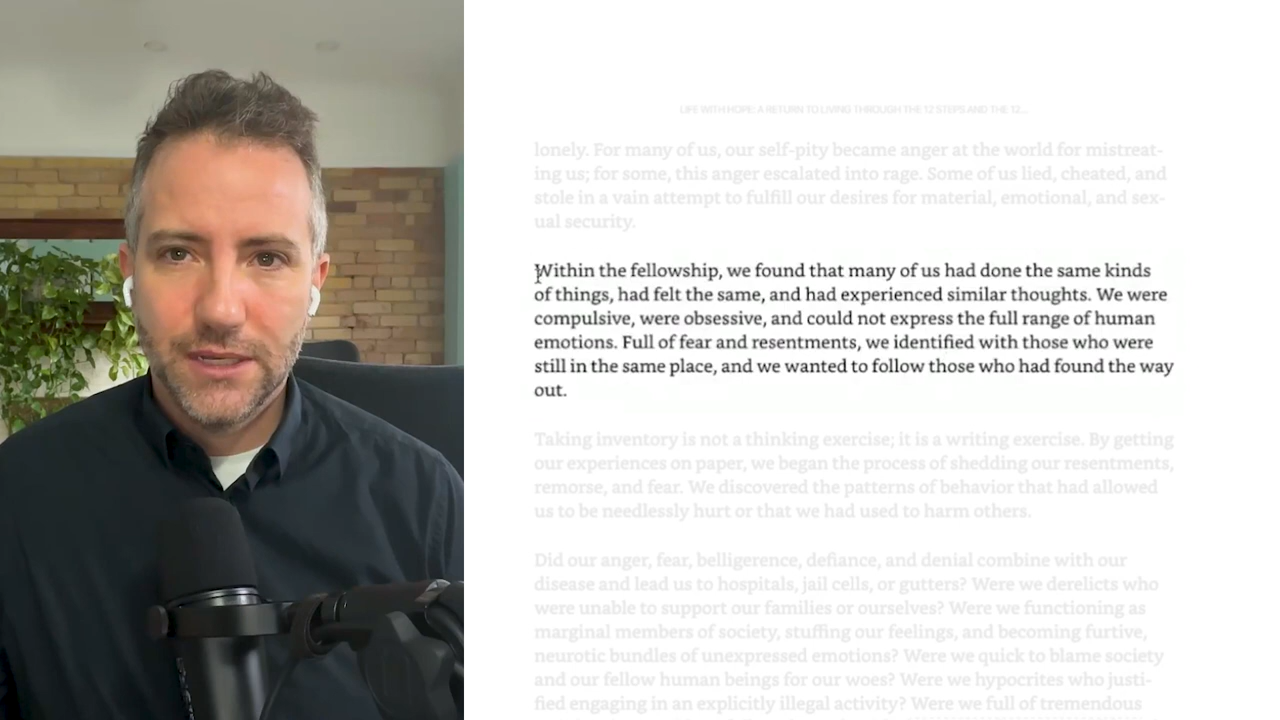 LIFE WITH HOPE: A RETURN TO LIVING THROUGH THE 12 STEPS AND THE 12...
lonely. For many of us, our self-pity became anger at the world for mistreat-
ing us; for some, this anger escalated into rage. Some of us lied, cheated, and
stole in a vain attempt to fulfill our desires for material, emotional, and sex-
ual security.
Within the fellowship, we found that many of us had done the same kinds
of things, had felt the same, and had experienced similar thoughts. We were
compulsive, were obsessive, and could not express the full range of human
emotions. Full of fear and resentments, we identified with those who were
still in the same place, and we wanted to follow those who had found the way
out.
Taking inventory is not a thinking exercise; it is a writing exercise. By getting
our experiences on paper, we began the process of shedding our resentments,
remorse, and fear. We discovered the patterns of behavior that had allowed
us to be needlessly hurt or that we had used to harm others.
Did our anger, fear, belligerence, defiance, and denial combine with our
disease and lead us to hospitals, jail cells, or gutters? Were we derelicts who
were unable to support our families or ourselves? Were we functioning as
marginal members of society, stuffing our feelings, and becoming furtive,
neurotic bundles of unexpressed emotions? Were we quick to blame society
and our fellow human beings for our woes? Were we hypocrites who justi-
fied engaging in an explicitly illegal activity? Were we full of tremendous